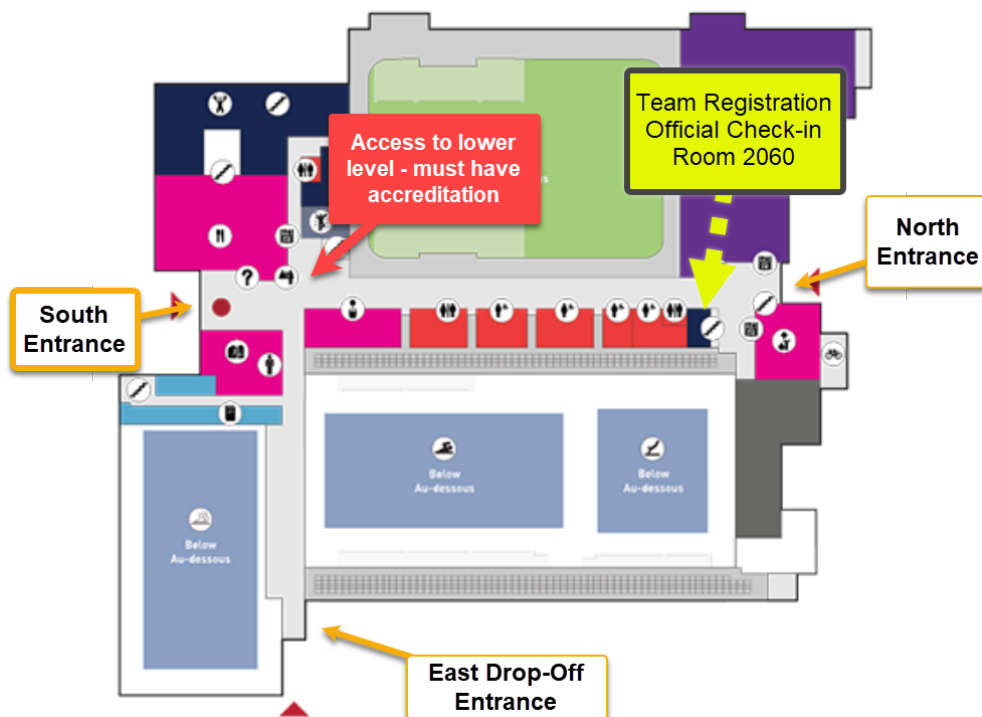 Team Registration
Official Check-in
Room 2060
Access to lower
level - must have
accreditation
North
Entrance
South
Entrance
?
Below
Au-dessous
Below
Au-dessous
Below
Au-dessous
East Drop-Off
Entrance